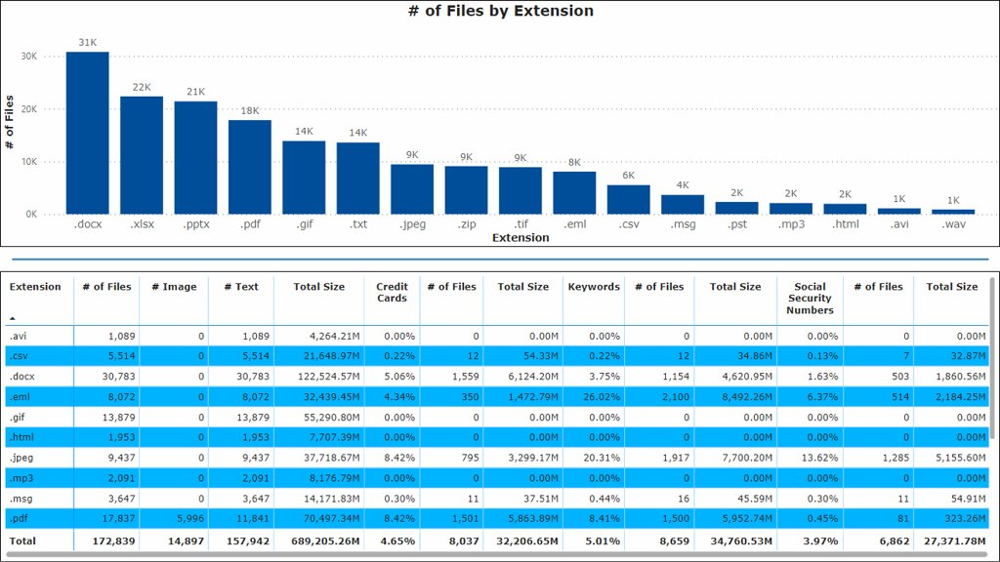 # of Files by Extension
31K
30K
22K
21K
20K
18K
14K
14K
10K
9K
9K
9K
8K
6K
4K
2K
2K
2K
1K
1K
0K
# of Files
.docx .xlsx .pptx .pdf .gif .txt .jpeg .zip .tif .eml .csv .msg .pst .mp3 .html .avi .wav
Extension
Extension # of Files # Image # Text Total Size Credit Cards # of Files Total Size Keywords # of Files Total Size Social Security Numbers # of Files Total Size
.avi 1,089 0 1,089 4,264.21M 0.00% 0 0.00M 0.00% 0 0.00M 0.00% 0 0.00M
.csv 5,514 0 5,514 21,648.97M 0.22% 12 54.33M 0.22% 12 34.86M 0.13% 7 32.87M
.docx 30,783 0 30,783 122,524.57M 5.06% 1,559 6,124.20M 3.75% 1,154 4,620.95M 1.63% 503 1,860.56M
.eml 8,072 0 8,072 32,439.45M 4.34% 350 1,472.79M 26.02% 2,100 8,492.26M 6.37% 514 2,184.25M
.gif 13,879 0 13,879 55,290.80M 0.00% 0 0.00M 0.00% 0 0.00M 0.00% 0 0.00M
.html 1,953 0 1,953 7,707.39M 0.00% 0 0.00M 0.00% 0 0.00M 0.00% 0 0.00M
.jpeg 9,437 0 9,437 37,718.67M 8.42% 795 3,299.17M 20.31% 1,917 7,700.20M 13.62% 1,285 5,155.60M
.mp3 2,091 0 2,091 8,176.79M 0.00% 0 0.00M 0.00% 0 0.00M 0.00% 0 0.00M
.msg 3,647 0 3,647 14,171.83M 0.30% 11 37.51M 0.44% 16 45.59M 0.30% 11 54.91M
.pdf 17,837 5,996 11,841 70,497.34M 8.42% 1,501 5,863.89M 8.41% 1,500 5,952.74M 0.45% 81 323.26M
Total 172,839 14,897 157,942 689,205.26M 4.65% 8,037 32,206.65M 5.01% 8,659 34,760.53M 3.97% 6,862 27,371.78M